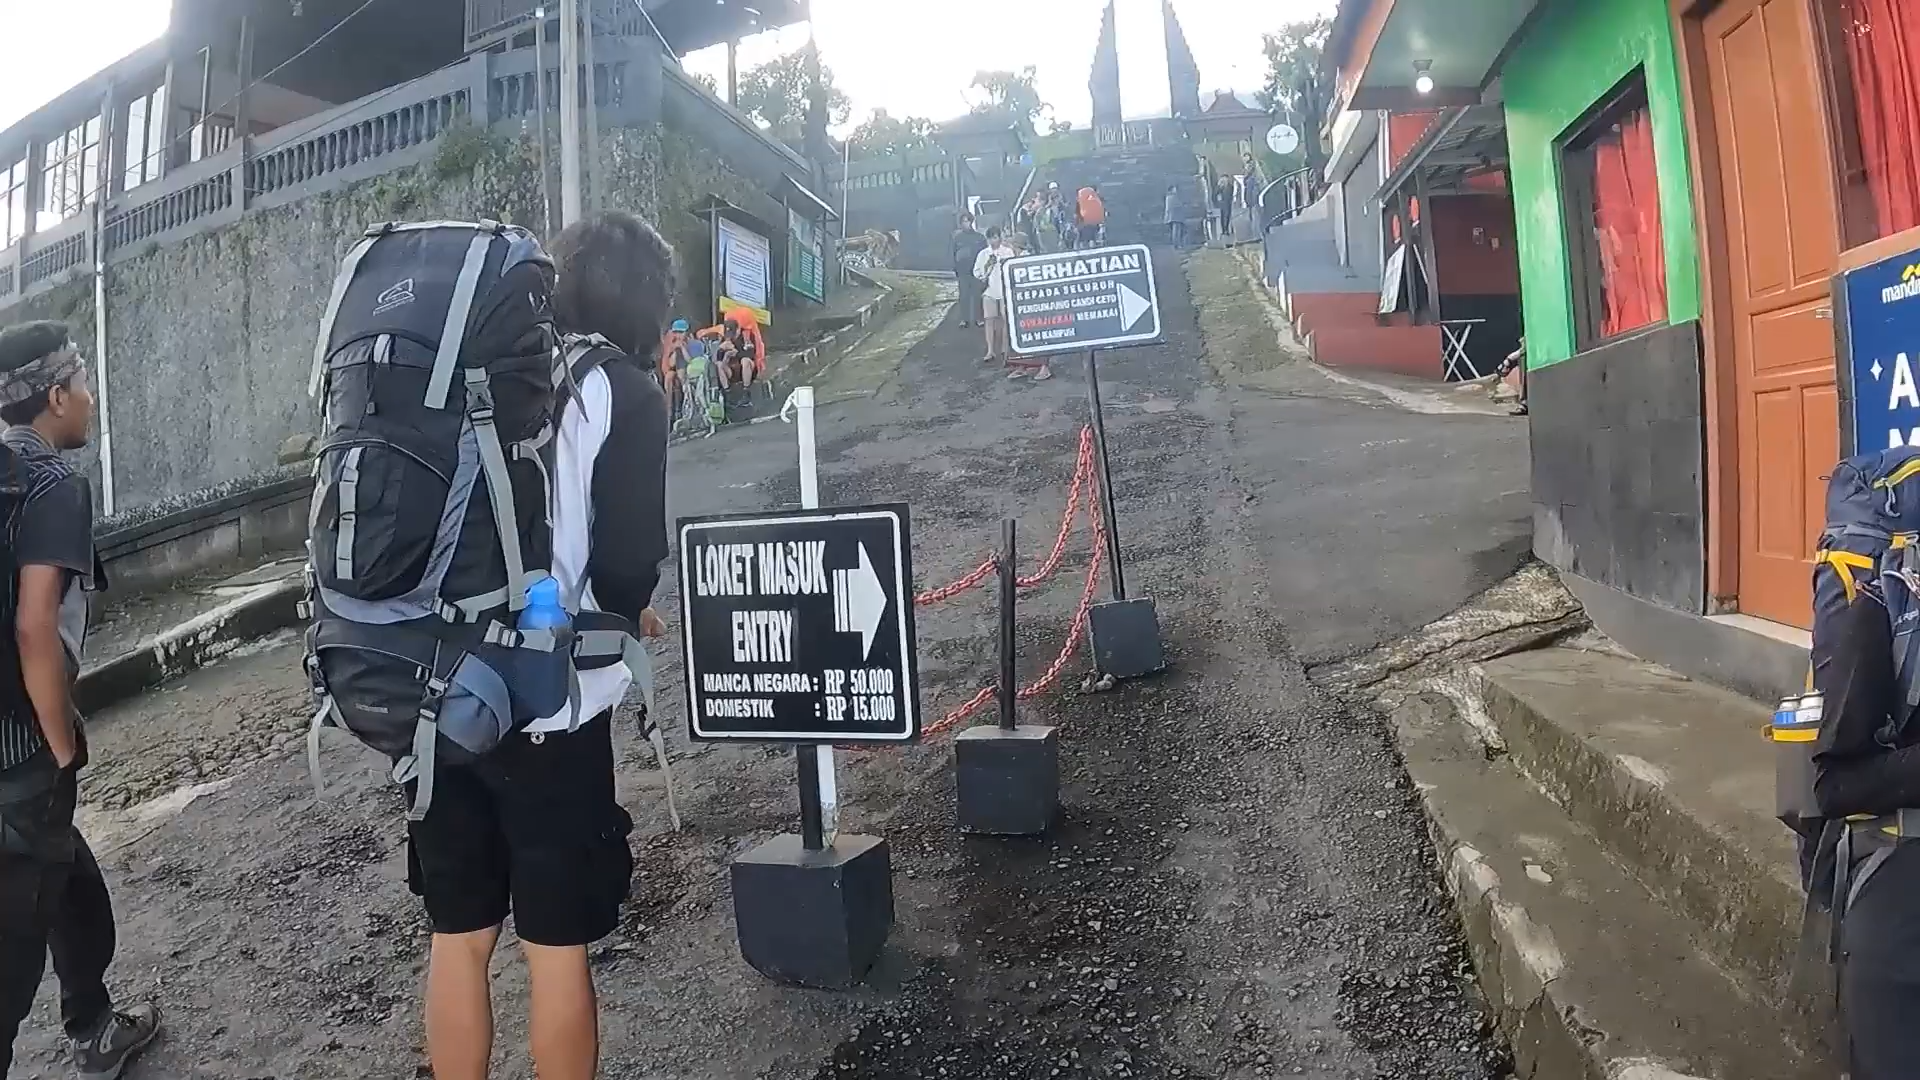 PERHATIAN
KEPADA SELURUH
PENGUNJUNG CANDI CETO
DIWAJIBKAN MEMAKAI
KAIN KAMPUH
LOKET MASUK
ENTRY
MANCA NEGARA : RP 50.000
DOMESTIK : RP 15.000
mandiri
A
M